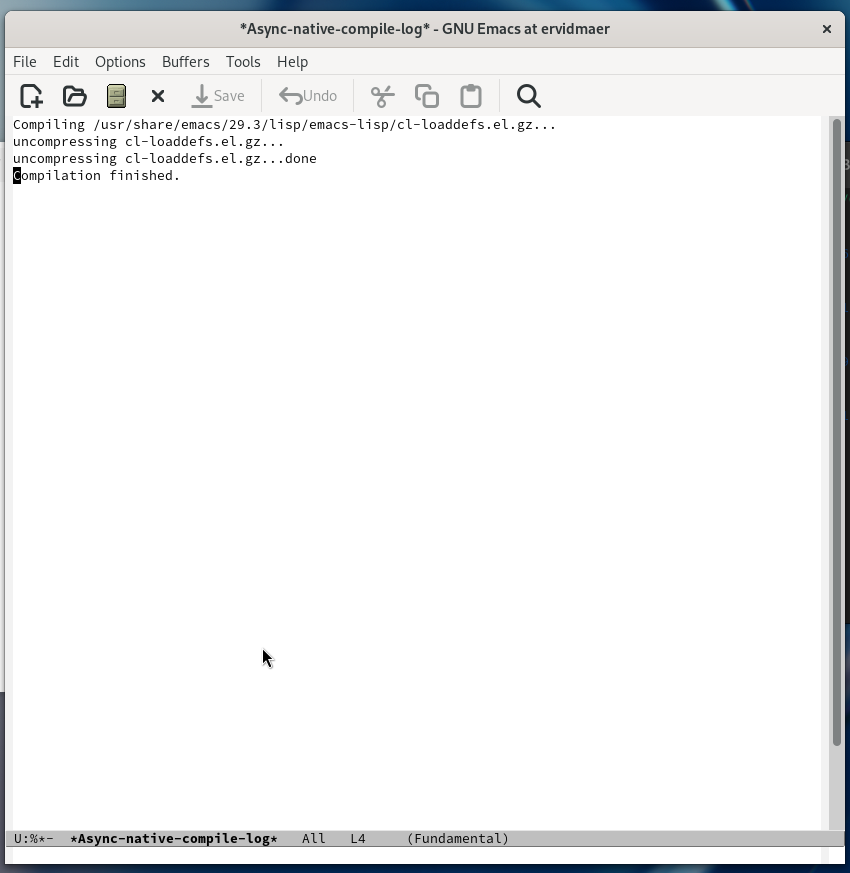 *Async-native-compile-log* - GNU Emacs at ervidmaer
File Edit Options Buffers Tools Help
Save Undo
Compiling /usr/share/emacs/29.3/lisp/emacs-lisp/cl-loaddefs.el.gz...
uncompressing cl-loaddefs.el.gz...
uncompressing cl-loaddefs.el.gz...done
Compilation finished.
U:%*- *Async-native-compile-log* All L4 (Fundamental)